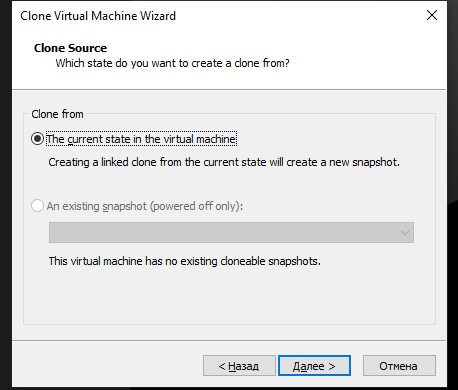 Clone Virtual Machine Wizard
Clone Source
Which state do you want to create a clone from?
Clone from
The current state in the virtual machine
Creating a linked clone from the current state will create a new snapshot.
An existing snapshot (powered off only):
This virtual machine has no existing cloneable snapshots.
< Назад
Далее >
Отмена